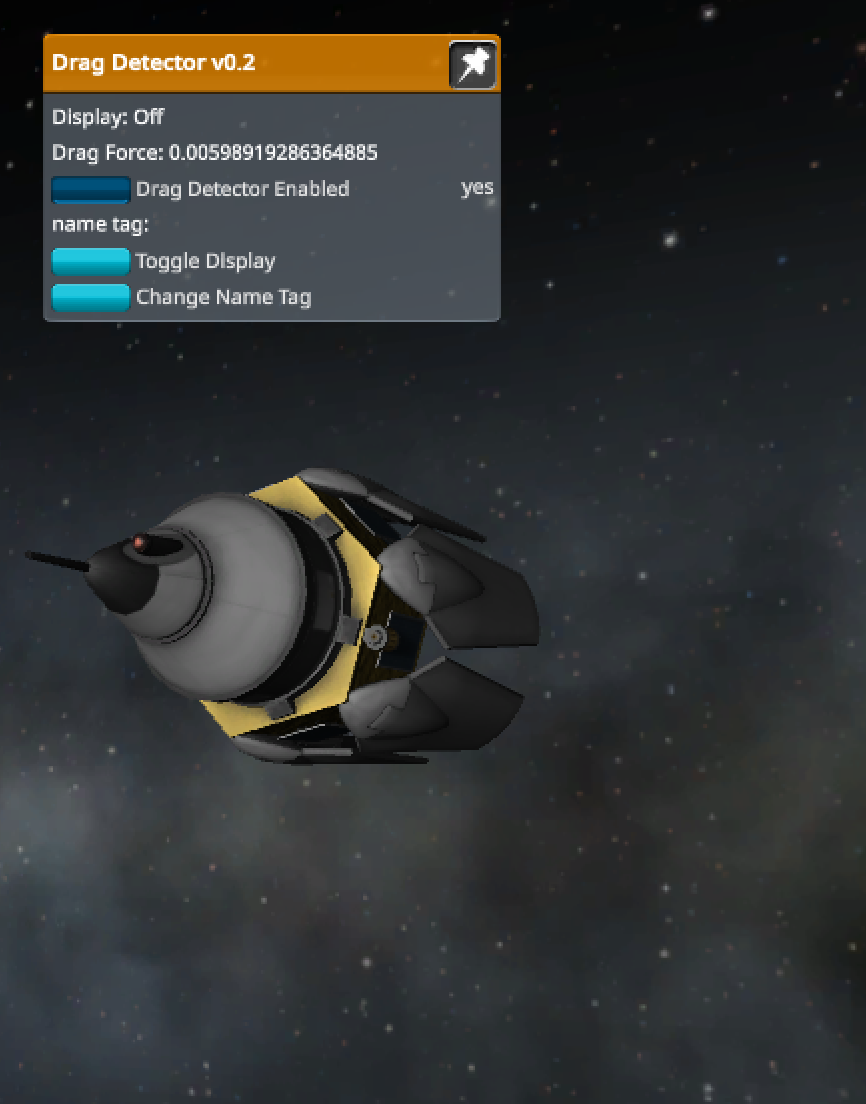 Drag Detector v0.2
Display: Off
Drag Force: 0.00598919286364885
Drag Detector Enabled yes
name tag:
Toggle DIsplay
Change Name Tag